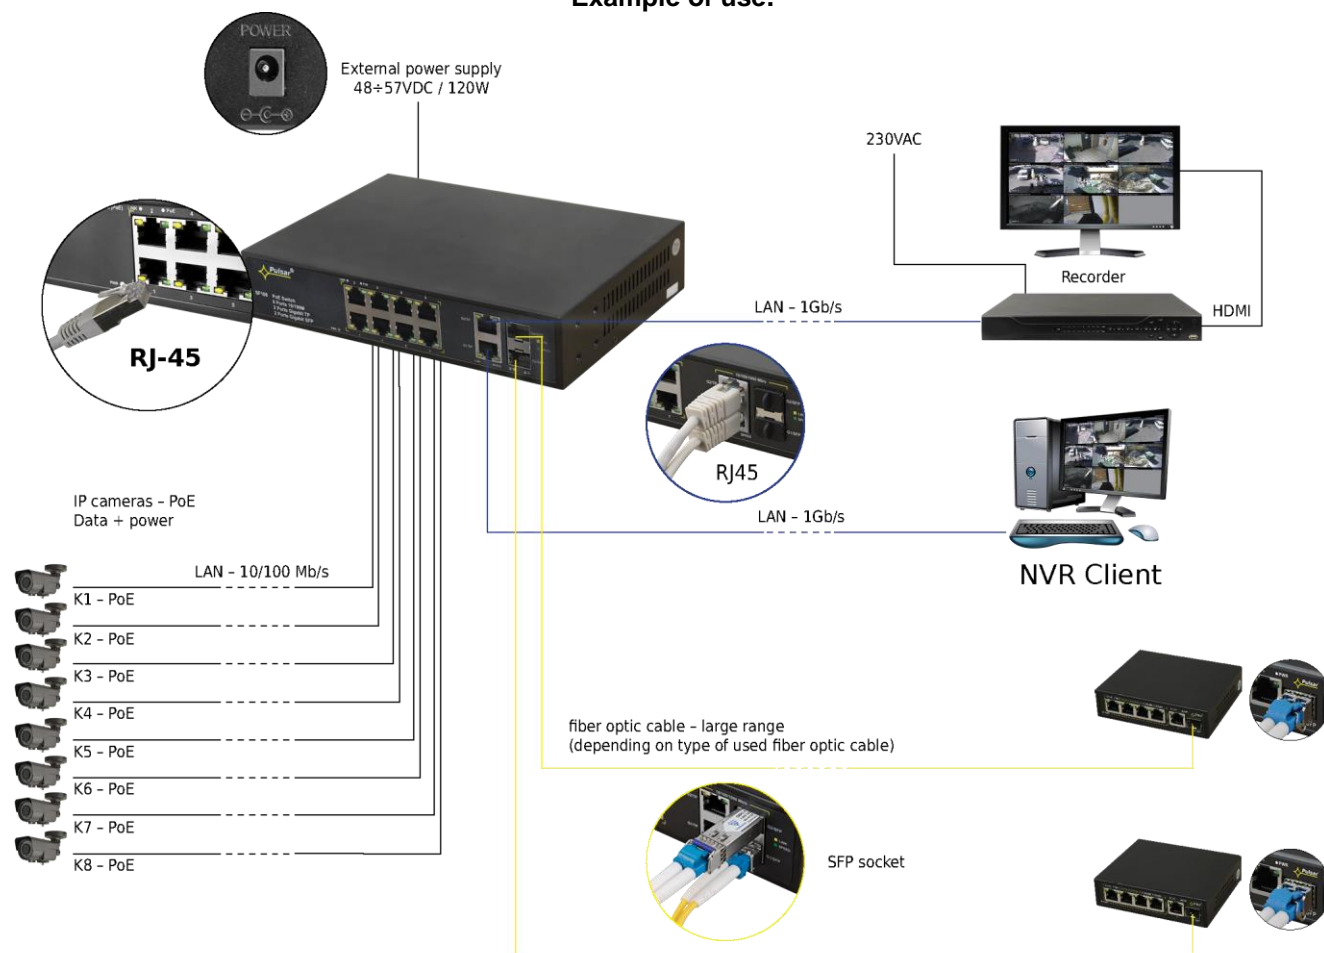 Example of use:
POWER
External power supply
48÷57VDC / 120W
230VAC
Recorder
HDMI
LAN – 1Gb/s
Pulsar
PoE Switch
RJ-45
RJ45
LAN – 1Gb/s
NVR Client
IP cameras – PoE
Data + power
LAN – 10/100 Mb/s
K1 – PoE
K2 – PoE
K3 – PoE
K4 – PoE
K5 – PoE
K6 – PoE
K7 – PoE
K8 – PoE
fiber optic cable – large range
(depending on type of used fiber optic cable)
SFP socket